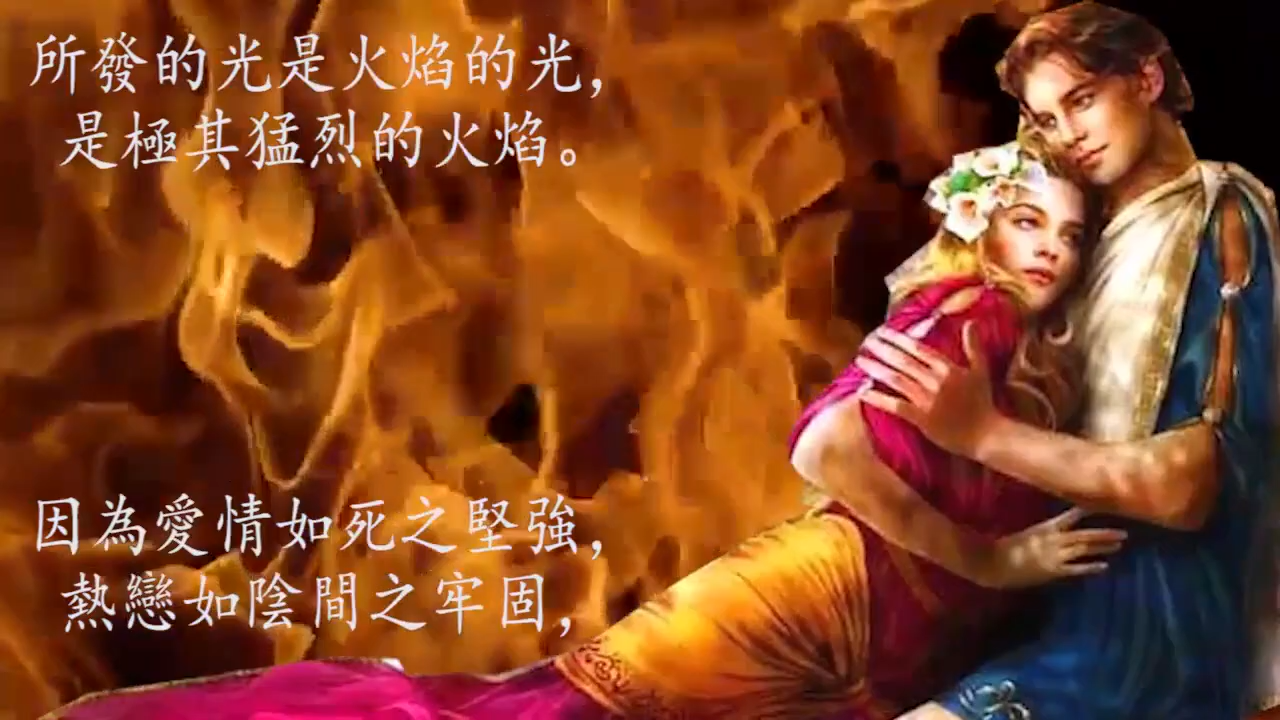 所發的光是火焰的光，
是極其猛烈的火焰。
因為愛情如死之堅強，
熱戀如陰間之牢固，